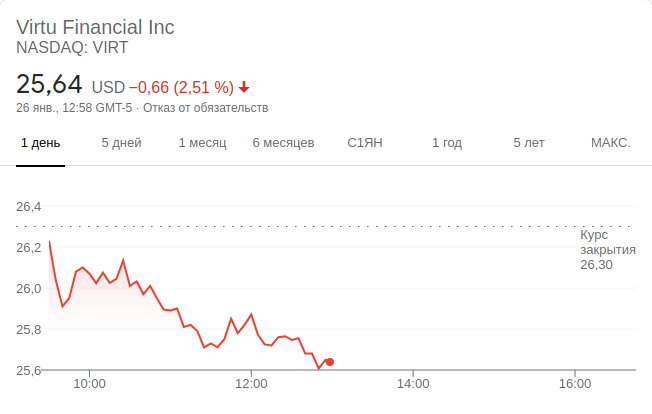 Virtu Financial Inc
NASDAQ: VIRT
25,64 USD −0,66 (2,51 %)
26 янв., 12:58 GMT-5 · Отказ от обязательств
1 день 5 дней 1 месяц 6 месяцев С1ЯН 1 год 5 лет МАКС.
26,4
Курс
закрытия
26,30
26,2
26,0
25,8
25,6
10:00 12:00 14:00 16:00